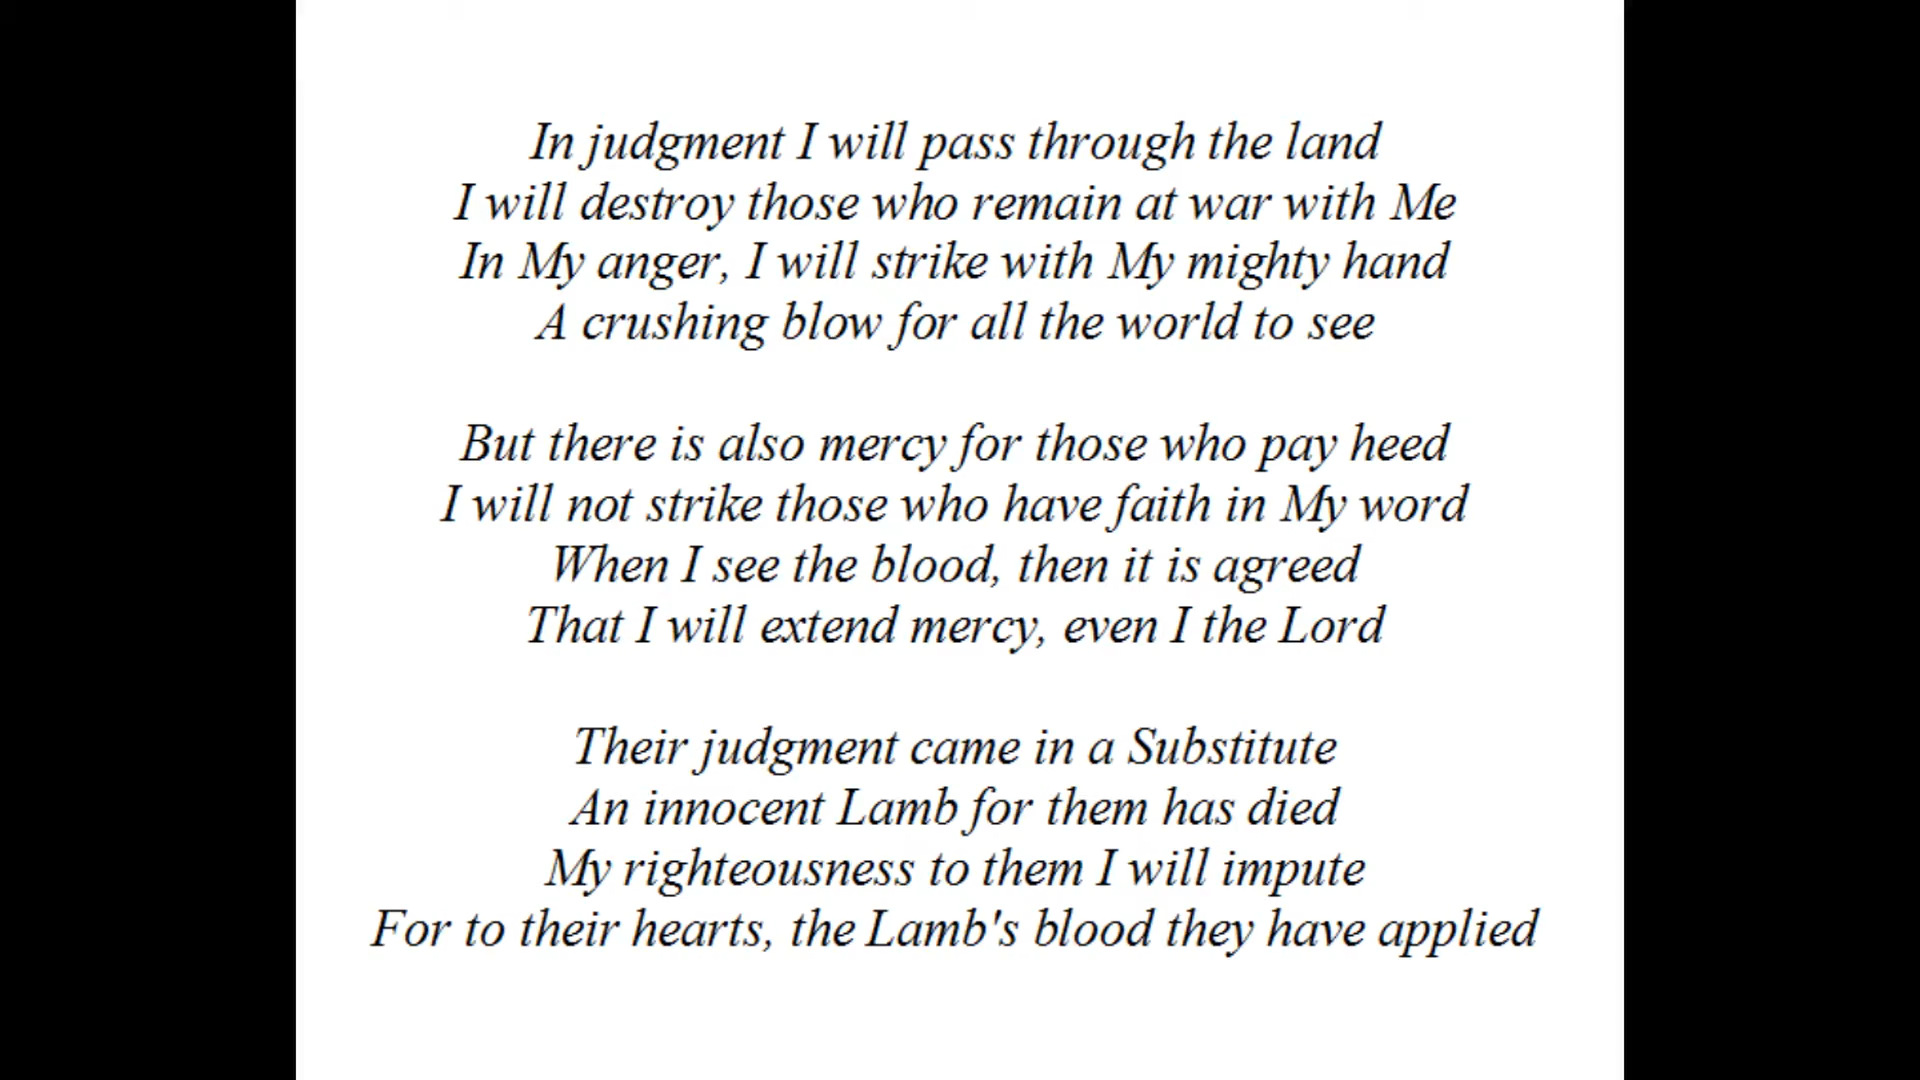 In judgment I will pass through the land
I will destroy those who remain at war with Me
In My anger, I will strike with My mighty hand
A crushing blow for all the world to see
But there is also mercy for those who pay heed
I will not strike those who have faith in My word
When I see the blood, then it is agreed
That I will extend mercy, even I the Lord
Their judgment came in a Substitute
An innocent Lamb for them has died
My righteousness to them I will impute
For to their hearts, the Lamb's blood they have applied